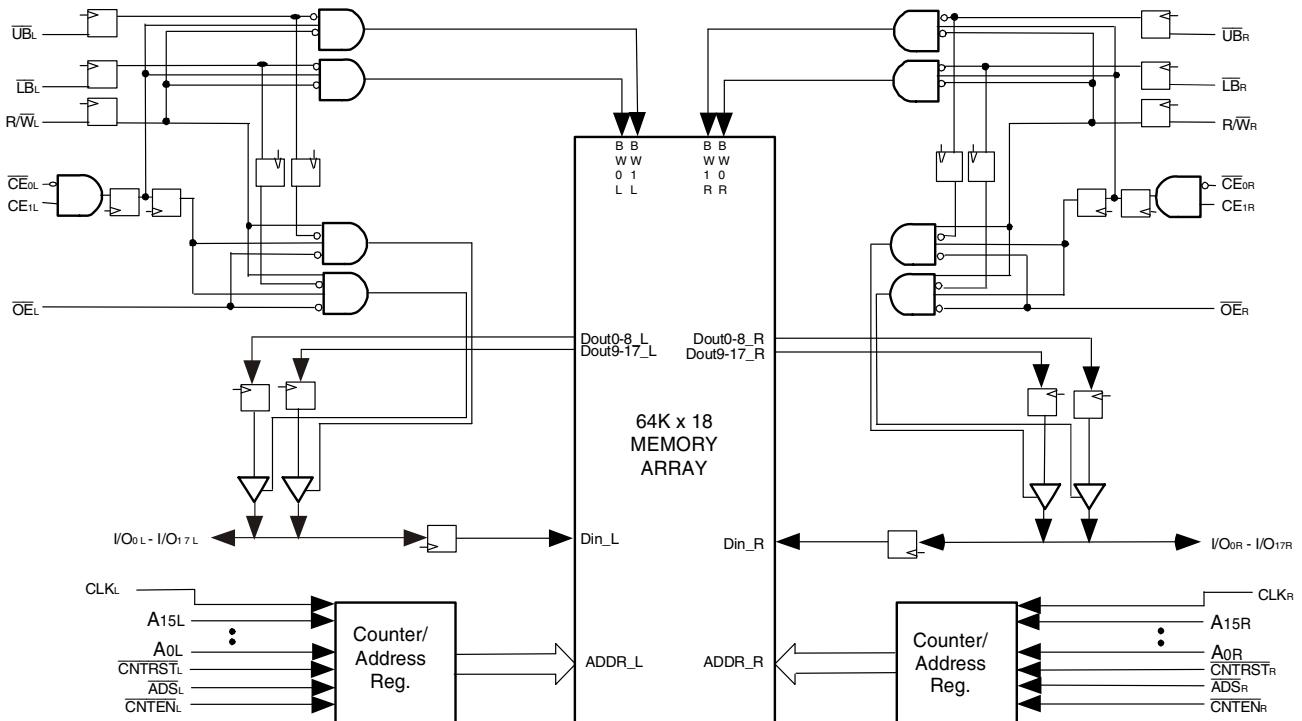 UBL
UBR
LBL
LBR
R/WL
R/WR
B W 0 L
B W 1 L
B W 1 R
B W 0 R
CE0L
CE1L
CE0R
CE1R
OEL
OER
Dout0-8_L
Dout9-17_L
Dout0-8_R
Dout9-17_R
64K x 18
MEMORY
ARRAY
I/O0L - I/O17L
Din_L
Din_R
I/O0R - I/O17R
CLKL
CLKR
A15L
A15R
A0L
A0R
CNTRSTL
CNTRSTR
ADSL
ADSR
CNTENL
CNTENR
Counter/
Address
Reg.
ADDR_L
ADDR_R
Counter/
Address
Reg.